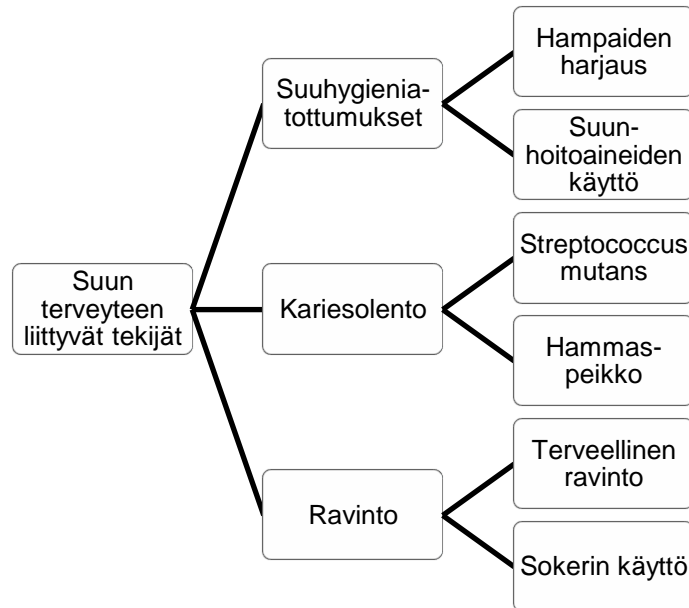 Suun
terveyteen
liittyvät tekijät
Suuhygienia-
tottumukset
Hampaiden
harjaus
Suun-
hoitoaineiden
käyttö
Kariesolento
Streptococcus
mutans
Hammas-
peikko
Ravinto
Terveellinen
ravinto
Sokerin käyttö